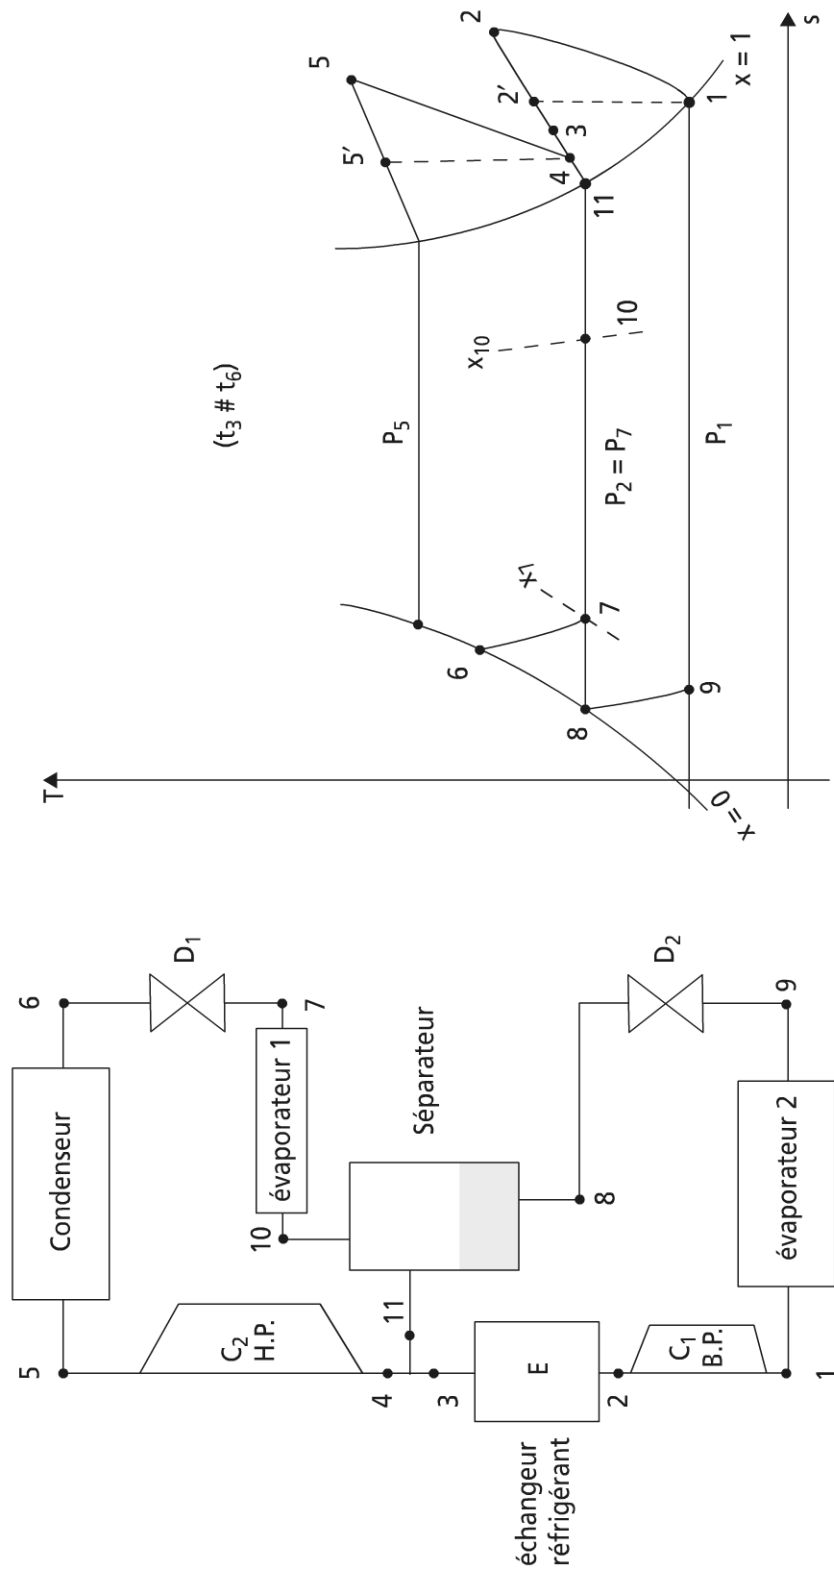 5
Condenseur
6
C₂
H.P.
D₁
10
évaporateur 1
7
4
11
3
Séparateur
échangeur
réfrigérant
E
2
8
D₂
C₁
B.P.
1
évaporateur 2
9
T
(t₃ # t₆)
5
5′
P₅
2
6
x₁₀
2′
x₇
3
4
8
7
P₂ = P₇
10
11
9
P₁
1
x = 0
x = 1
s